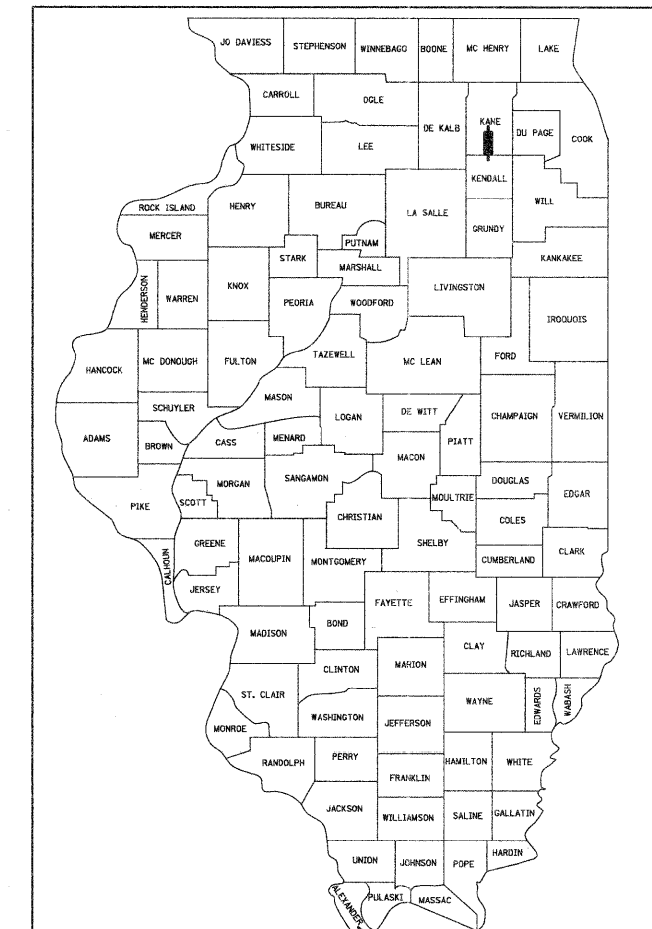 JO DAVIESS
STEPHENSON
WINNEBAGO
BOONE
MC HENRY
LAKE
CARROLL
OGLE
DE KALB
KANE
DU PAGE
COOK
WHITESIDE
LEE
KENDALL
WILL
ROCK ISLAND
HENRY
BUREAU
LA SALLE
GRUNDY
MERCER
PUTNAM
STARK
MARSHALL
KANKAKEE
HENDERSON
WARREN
KNOX
PEORIA
WOODFORD
LIVINGSTON
IROQUOIS
HANCOCK
MC DONOUGH
FULTON
TAZEWELL
MC LEAN
FORD
MASON
SCHUYLER
LOGAN
DE WITT
CHAMPAIGN
VERMILION
ADAMS
BROWN
CASS
MENARD
PIATT
MACON
SANGAMON
MORGAN
SCOTT
PIKE
DOUGLAS
MOULTRIE
EDGAR
CHRISTIAN
COLES
GREENE
MACOUPIN
SHELBY
CALHOUN
MONTGOMERY
CUMBERLAND
CLARK
JERSEY
FAYETTE
EFFINGHAM
JASPER
CRAWFORD
MADISON
BOND
CLAY
RICHLAND
LAWRENCE
CLINTON
MARION
ST. CLAIR
WAYNE
EDWARDS
WABASH
WASHINGTON
JEFFERSON
MONROE
RANDOLPH
PERRY
HAMILTON
WHITE
FRANKLIN
JACKSON
WILLIAMSON
SALINE
GALLATIN
UNION
JOHNSON
POPE
HARDIN
ALEXANDER
PULASKI
MASSAC